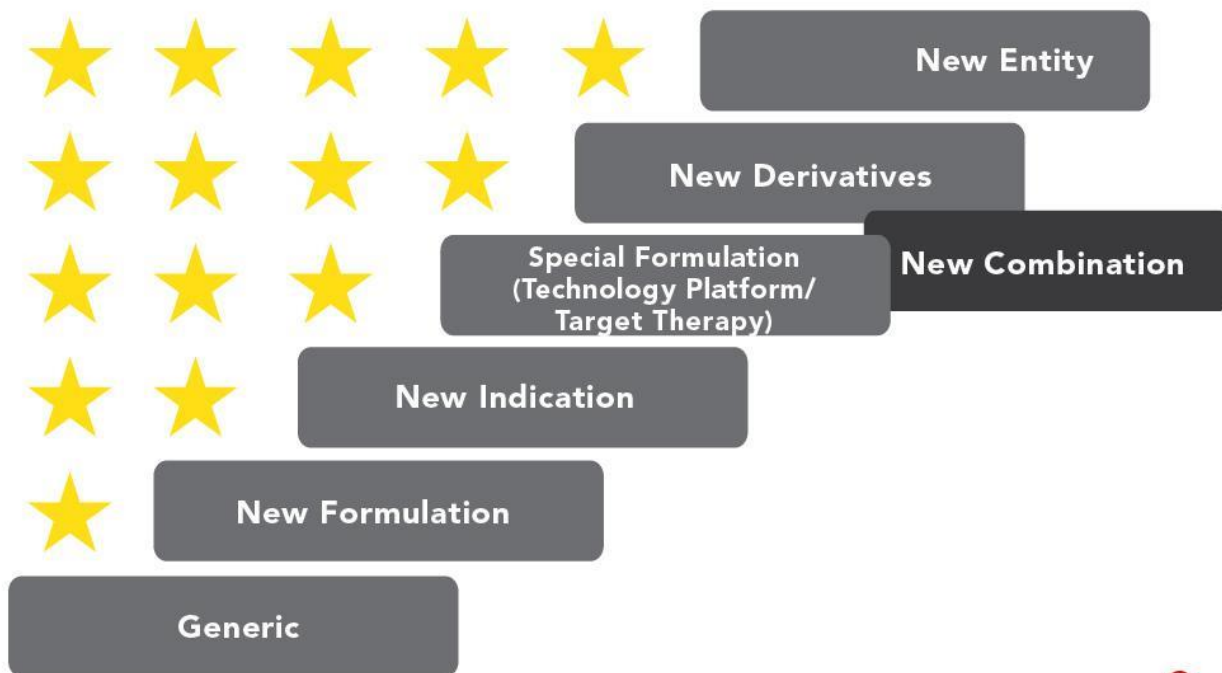 New Entity
New Derivatives
Special Formulation
(Technology Platform/
Target Therapy)
New Combination
New Indication
New Formulation
Generic